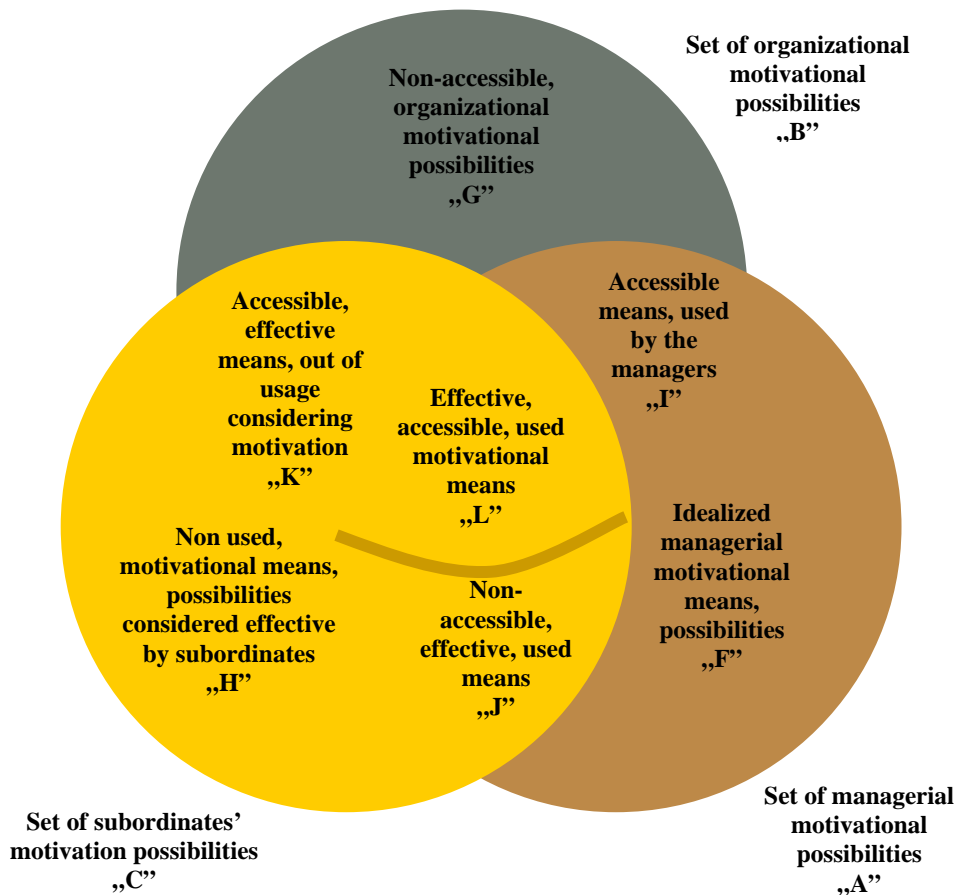 Set of organizational
motivational
possibilities
„B”
Non-accessible,
organizational
motivational
possibilities
„G”
Accessible,
effective
means, out of
usage
considering
motivation
„K”
Accessible
means, used
by the
managers
„I”
Effective,
accessible, used
motivational
means
„L”
Non used,
motivational means,
possibilities
considered effective
by subordinates
„H”
Non-
accessible,
effective, used
means
„J”
Idealized
managerial
motivational
means,
possibilities
„F”
Set of subordinates’
motivation possibilities
„C”
Set of managerial
motivational
possibilities
„A”